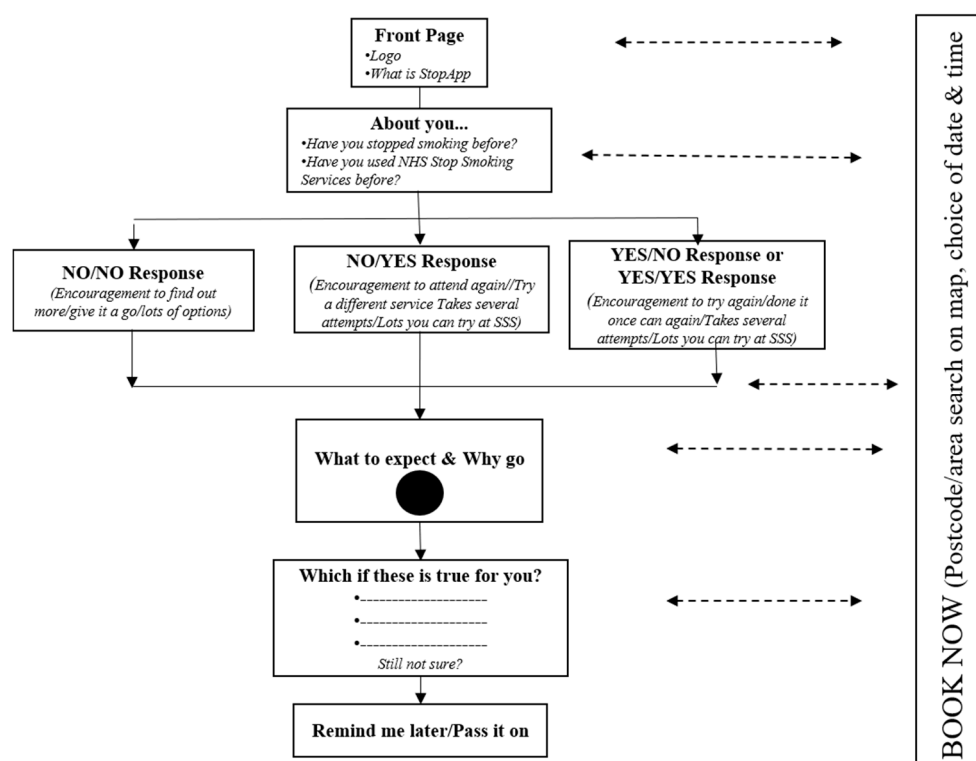 Front Page
•Logo
•What is StopApp
About you...
•Have you stopped smoking before?
•Have you used NHS Stop Smoking
Services before?
NO/NO Response
(Encouragement to find out
more/give it a go/lots of options)
NO/YES Response
(Encouragement to attend again//Try
a different service Takes several
attempts/Lots you can try at SSS)
YES/NO Response or
YES/YES Response
(Encouragement to try again/done it
once can again/Takes several
attempts/Lots you can try at SSS)
What to expect & Why go
Which if these is true for you?
•____________________
•____________________
•____________________
Still not sure?
Remind me later/Pass it on
BOOK NOW (Postcode/area search on map, choice of date & time